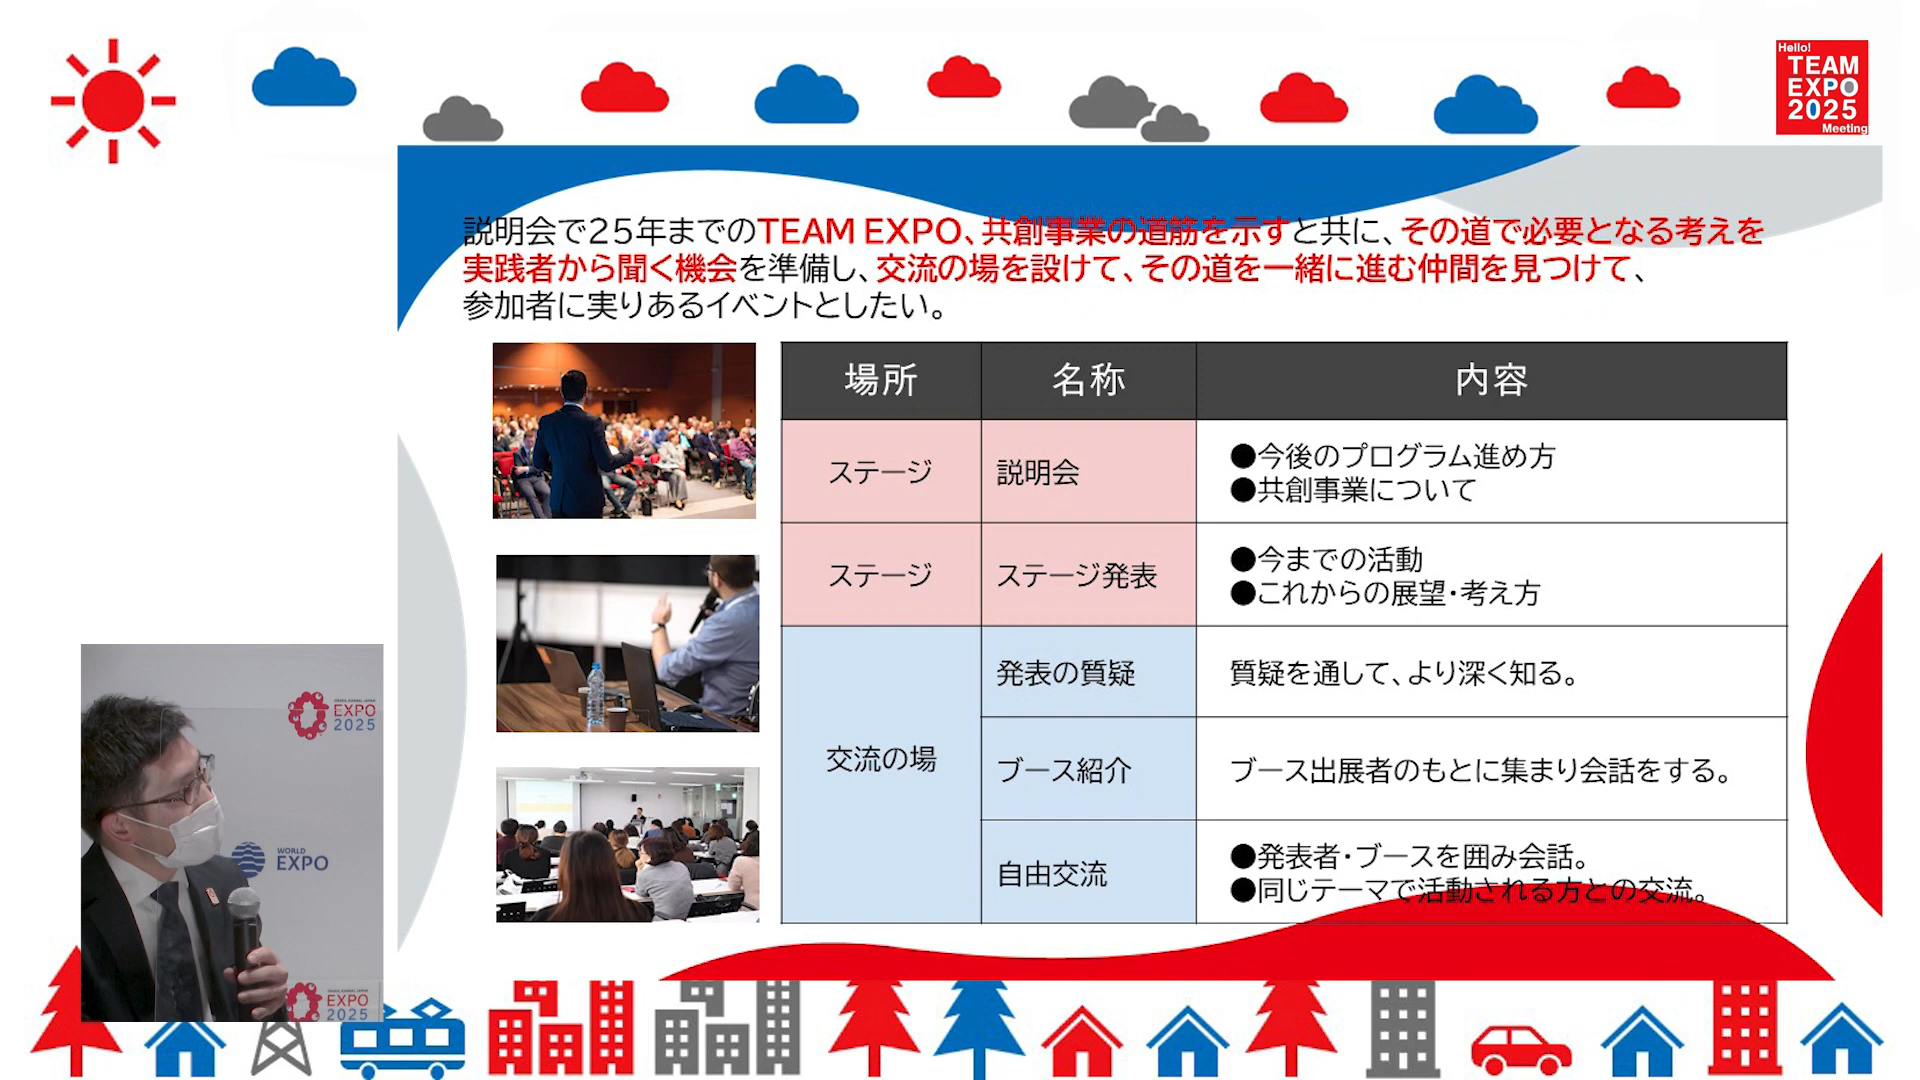 Hello!
TEAM
EXPO
2025
Meeting
説明会で25年までのTEAM EXPO、共創事業の道筋を示すと共に、その道で必要となる考えを
実践者から聞く機会を準備し、交流の場を設けて、その道を一緒に進む仲間を見つけて、
参加者に実りあるイベントとしたい。
場所 名称 内容
ステージ 説明会 ●今後のプログラム進め方
●共創事業について
ステージ ステージ発表 ●今までの活動
●これからの展望・考え方
交流の場
発表の質疑 質疑を通して、より深く知る。
ブース紹介 ブース出展者のもとに集まり会話をする。
自由交流 ●発表者・ブースを囲み会話。
●同じテーマで活動される方との交流。
EXPO
2025
WORLD
EXPO
EXPO
2025